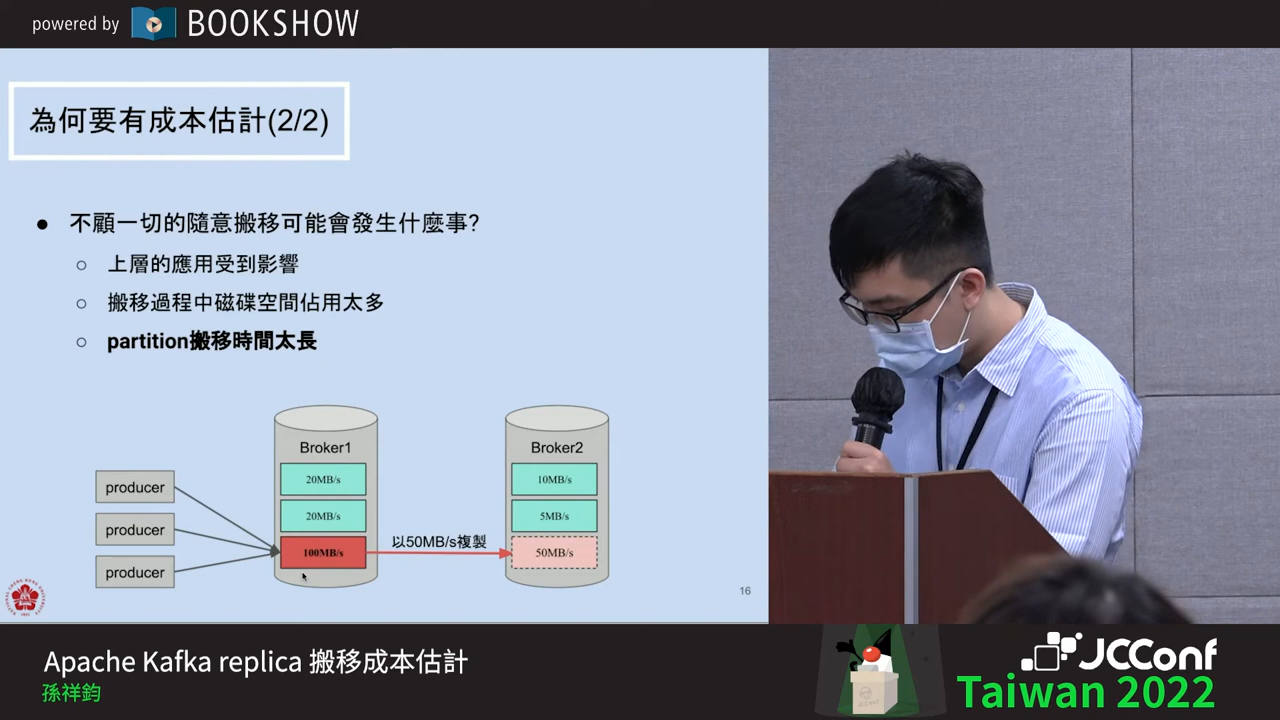 powered by BOOKSHOW
為何要有成本估計(2/2)
● 不顧一切的隨意搬移可能會發生什麼事?
○ 上層的應用受到影響
○ 搬移過程中磁碟空間佔用太多
○ partition搬移時間太長
Broker1
Broker2
20MB/s
10MB/s
producer
20MB/s
5MB/s
producer
以50MB/s複製
100MB/s
50MB/s
producer
16
Apache Kafka replica 搬移成本估計
孫祥鈞
JCConf
Taiwan 2022